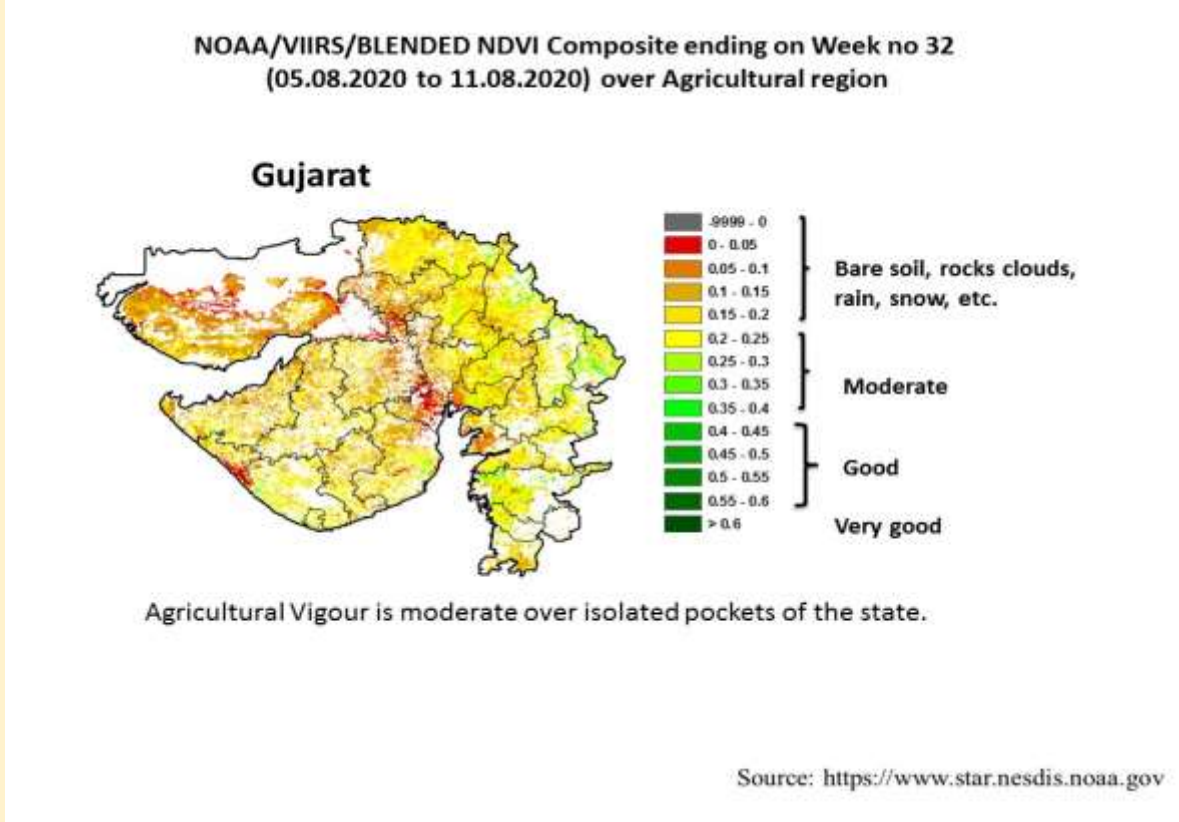 NOAA/VIIRS/BLENDED NDVI Composite ending on Week no 32
(05.08.2020 to 11.08.2020) over Agricultural region
Gujarat
-9999 - 0
0 - 0.05
0.05 - 0.1
0.1 - 0.15
0.15 - 0.2
0.2 - 0.25
0.25 - 0.3
0.3 - 0.35
0.35 - 0.4
0.4 - 0.45
0.45 - 0.5
0.5 - 0.55
0.55 - 0.6
> 0.6
Bare soil, rocks clouds,
rain, snow, etc.
Moderate
Good
Very good
Agricultural Vigour is moderate over isolated pockets of the state.
Source: https://www.star.nesdis.noaa.gov